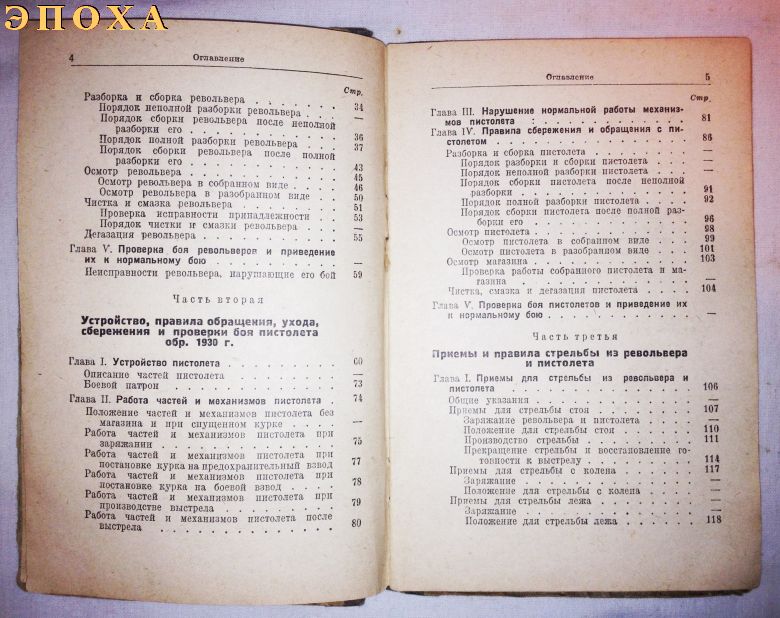 ЭПОХА
4 Оглавление
Стр.
Разборка и сборка револьвера . . . . . . . —
Порядок неполной разборки револьвера . . . . 34
Порядок сборки револьвера после неполной —
разборки его . . . . . . . . . . 36
Порядок полной разборки револьвера . . . . 37
Порядок сборки револьвера после полной
разборки его . . . . . . . . . . 43
Осмотр револьвера . . . . . . . . . . 45
Осмотр револьвера в собранном виде . . . . 46
Осмотр револьвера в разобранном виде . . . 50
Чистка и смазка револьвера . . . . . . . 51
Проверка исправности принадлежности . . . . 53
Порядок чистки и смазки револьвера . . . . —
Дегазация револьвера . . . . . . . . . 55
Глава V. Проверка боя револьверов и приведение
их к нормальному бою . . . . . . . . . —
Неисправности револьвера, нарушающие его бой 59
Часть вторая
Устройство, правила обращения, ухода,
сбережения и проверки боя пистолета
обр. 1930 г.
Глава I. Устройство пистолета . . . . . . . 60
Описание частей пистолета . . . . . . . —
Боевой патрон . . . . . . . . . . . 73
Глава II. Работа частей и механизмов пистолета . 74
Положение частей и механизмов пистолета без
магазина и при спущенном курке . . . . . —
Работа частей и механизмов пистолета при
заряжании . . . . . . . . . . . 75
Работа частей и механизмов пистолета при
постановке курка на предохранительный взвод 77
Работа частей и механизмов пистолета при
постановке курка на боевой взвод . . . . . 78
Работа частей и механизмов пистолета при
производстве выстрела . . . . . . . . 79
Работа частей и механизмов пистолета после
выстрела . . . . . . . . . . . . 80
Оглавление 5
Стр.
Глава III. Нарушение нормальной работы механиз-
мов пистолета . . . . . . . . . . . 81
Глава IV. Правила сбережения и обращения с пи-
столетом . . . . . . . . . . . . . 86
Разборка и сборка пистолета . . . . . . . —
Порядок разборки и сборки пистолета . . . . —
Порядок неполной разборки пистолета . . . . —
Порядок сборки пистолета после неполной
разборки . . . . . . . . . . . . 91
Порядок полной разборки пистолета . . . . 92
Порядок сборки пистолета после полной раз-
борки его . . . . . . . . . . . . 96
Осмотр пистолета . . . . . . . . . . 98
Осмотр пистолета в собранном виде . . . . 99
Осмотр пистолета в разобранном виде . . . . 101
Осмотр магазина . . . . . . . . . . 103
Проверка работы собранного пистолета и ма-
газина . . . . . . . . . . . . . —
Чистка, смазка и дегазация пистолета . . . . 104
Глава V. Проверка боя пистолетов и приведение их
к нормальному бою . . . . . . . . . . —
Часть третья
Приемы и правила стрельбы из револьвера
и пистолета
Глава I. Приемы для стрельбы из револьвера и
пистолета . . . . . . . . . . . . . 106
Общие указания . . . . . . . . . . . —
Приемы для стрельбы стоя . . . . . . . 107
Заряжание револьвера и пистолета . . . . . —
Положение для стрельбы стоя . . . . . . 110
Производство стрельбы . . . . . . . . 111
Прекращение стрельбы и восстановление го-
товности к выстрелу . . . . . . . . . 114
Приемы для стрельбы с колена . . . . . . 117
Заряжание . . . . . . . . . . . . —
Положение для стрельбы с колена . . . . . —
Приемы для стрельбы лежа . . . . . . . —
Заряжание . . . . . . . . . . . . —
Положение для стрельбы лежа . . . . . . 118